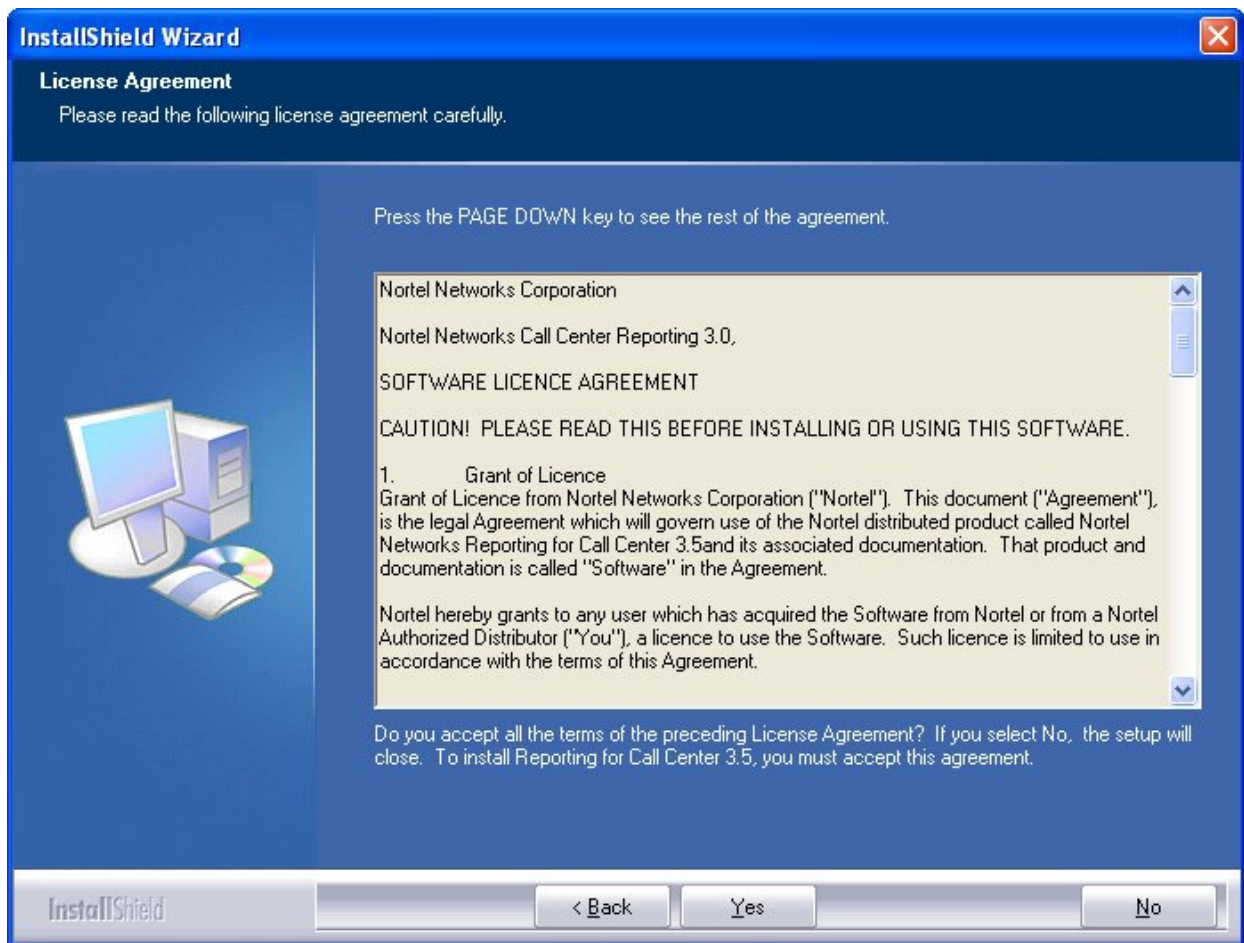 InstallShield Wizard
License Agreement
Please read the following license agreement carefully.
Press the PAGE DOWN key to see the rest of the agreement.
Nortel Networks Corporation
Nortel Networks Call Center Reporting 3.0,
SOFTWARE LICENCE AGREEMENT
CAUTION!  PLEASE READ THIS BEFORE INSTALLING OR USING THIS SOFTWARE.
1. Grant of Licence
Grant of Licence from Nortel Networks Corporation ("Nortel").  This document ("Agreement"),
is the legal Agreement which will govern use of the Nortel distributed product called Nortel
Networks Reporting for Call Center 3.5and its associated documentation.  That product and
documentation is called "Software" in the Agreement.
Nortel hereby grants to any user which has acquired the Software from Nortel or from a Nortel
Authorized Distributor ("You"), a licence to use the Software.  Such licence is limited to use in
accordance with the terms of this Agreement.
Do you accept all the terms of the preceding License Agreement?  If you select No,  the setup will
close.  To install Reporting for Call Center 3.5, you must accept this agreement.
InstallShield
< Back
Yes
No